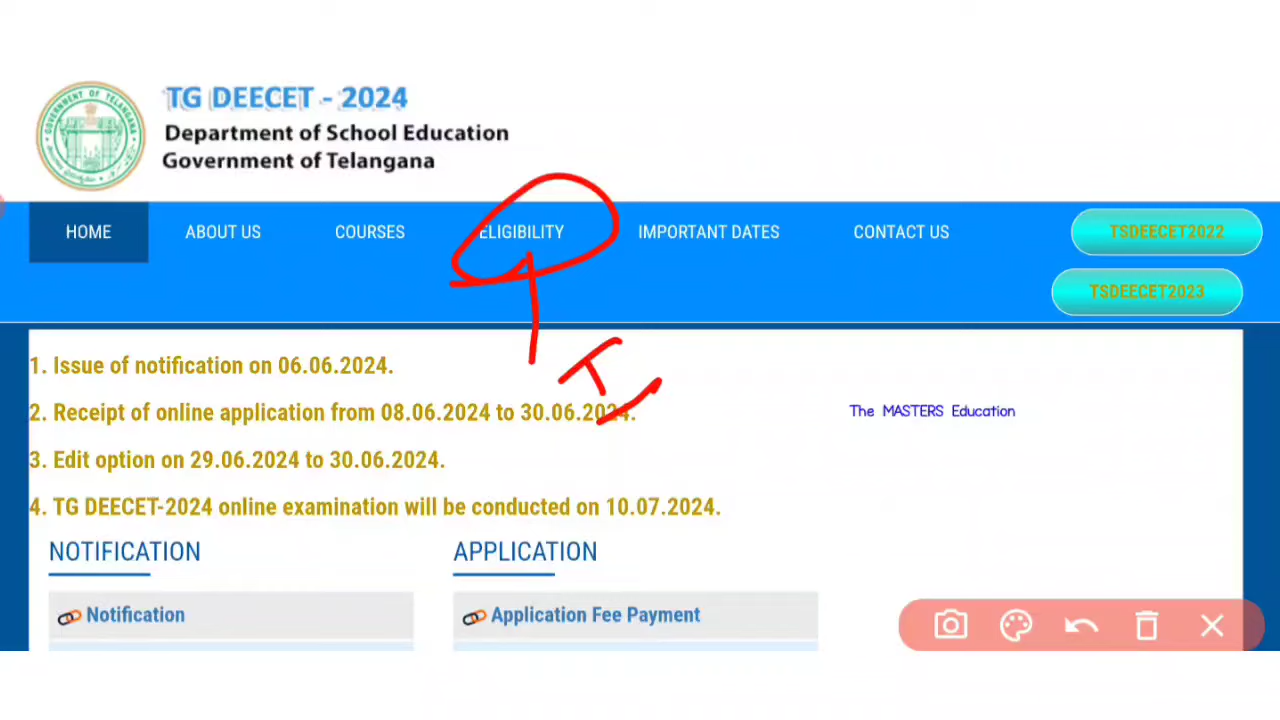 GOVERNMENT OF TELANGANA
TG DEECET - 2024
Department of School Education
Government of Telangana
HOME ABOUT US COURSES ELIGIBILITY IMPORTANT DATES CONTACT US TSDEECET2022
TSDEECET2023
1. Issue of notification on 06.06.2024.
2. Receipt of online application from 08.06.2024 to 30.06.2024.
The MASTERS Education
3. Edit option on 29.06.2024 to 30.06.2024.
4. TG DEECET-2024 online examination will be conducted on 10.07.2024.
NOTIFICATION APPLICATION
Notification Application Fee Payment